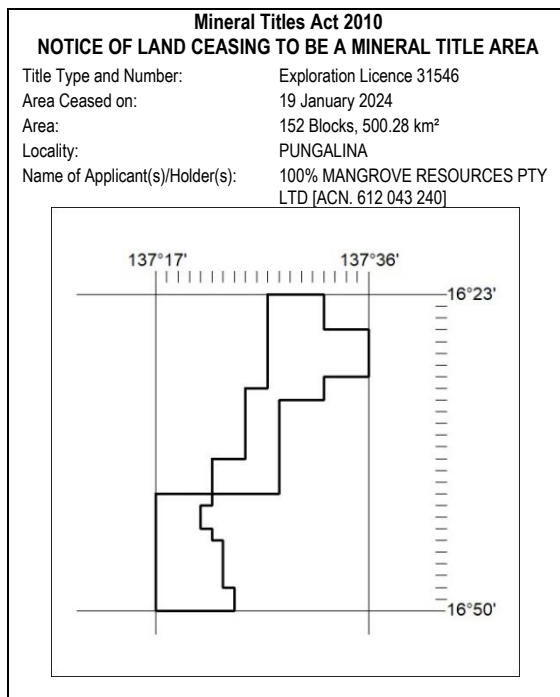 Mineral Titles Act 2010
NOTICE OF LAND CEASING TO BE A MINERAL TITLE AREA
Title Type and Number: Exploration Licence 31546
Area Ceased on: 19 January 2024
Area: 152 Blocks, 500.28 km²
Locality: PUNGALINA
Name of Applicant(s)/Holder(s): 100% MANGROVE RESOURCES PTY
LTD [ACN. 612 043 240]
137°17' 137°36'
16°23'
16°50'